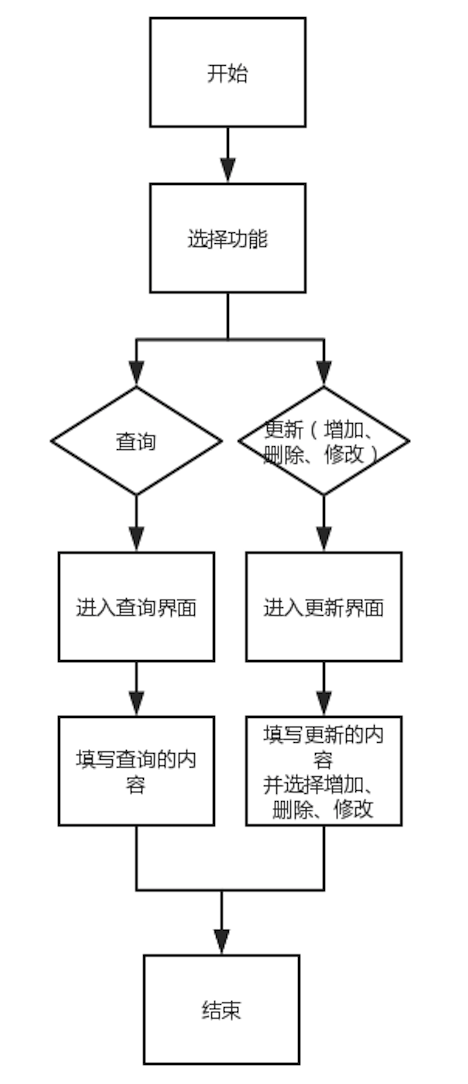 开始
选择功能
查询
更新（增加、
删除、修改）
进入查询界面
进入更新界面
填写查询的内
容
填写更新的内
容
并选择增加、
删除、修改
结束